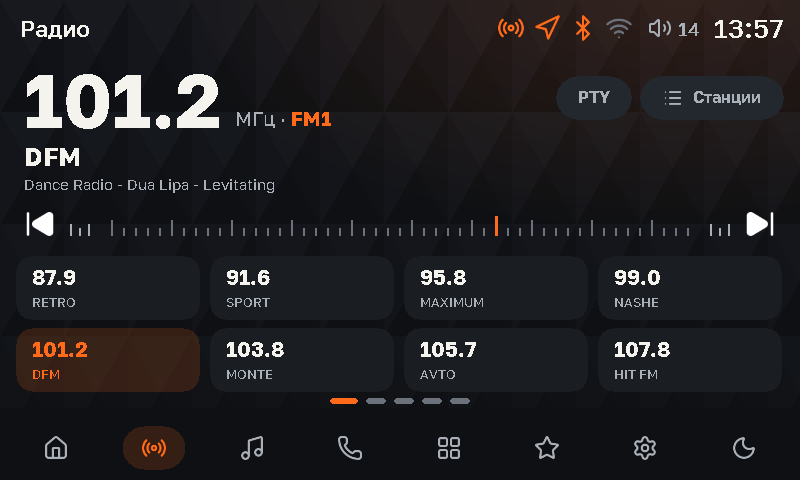 Радио
14 13:57
101.2 МГц · FM1
PTY
Станции
DFM
Dance Radio - Dua Lipa - Levitating
87.9
RETRO
91.6
SPORT
95.8
MAXIMUM
99.0
NASHE
101.2
DFM
103.8
MONTE
105.7
AVTO
107.8
HIT FM